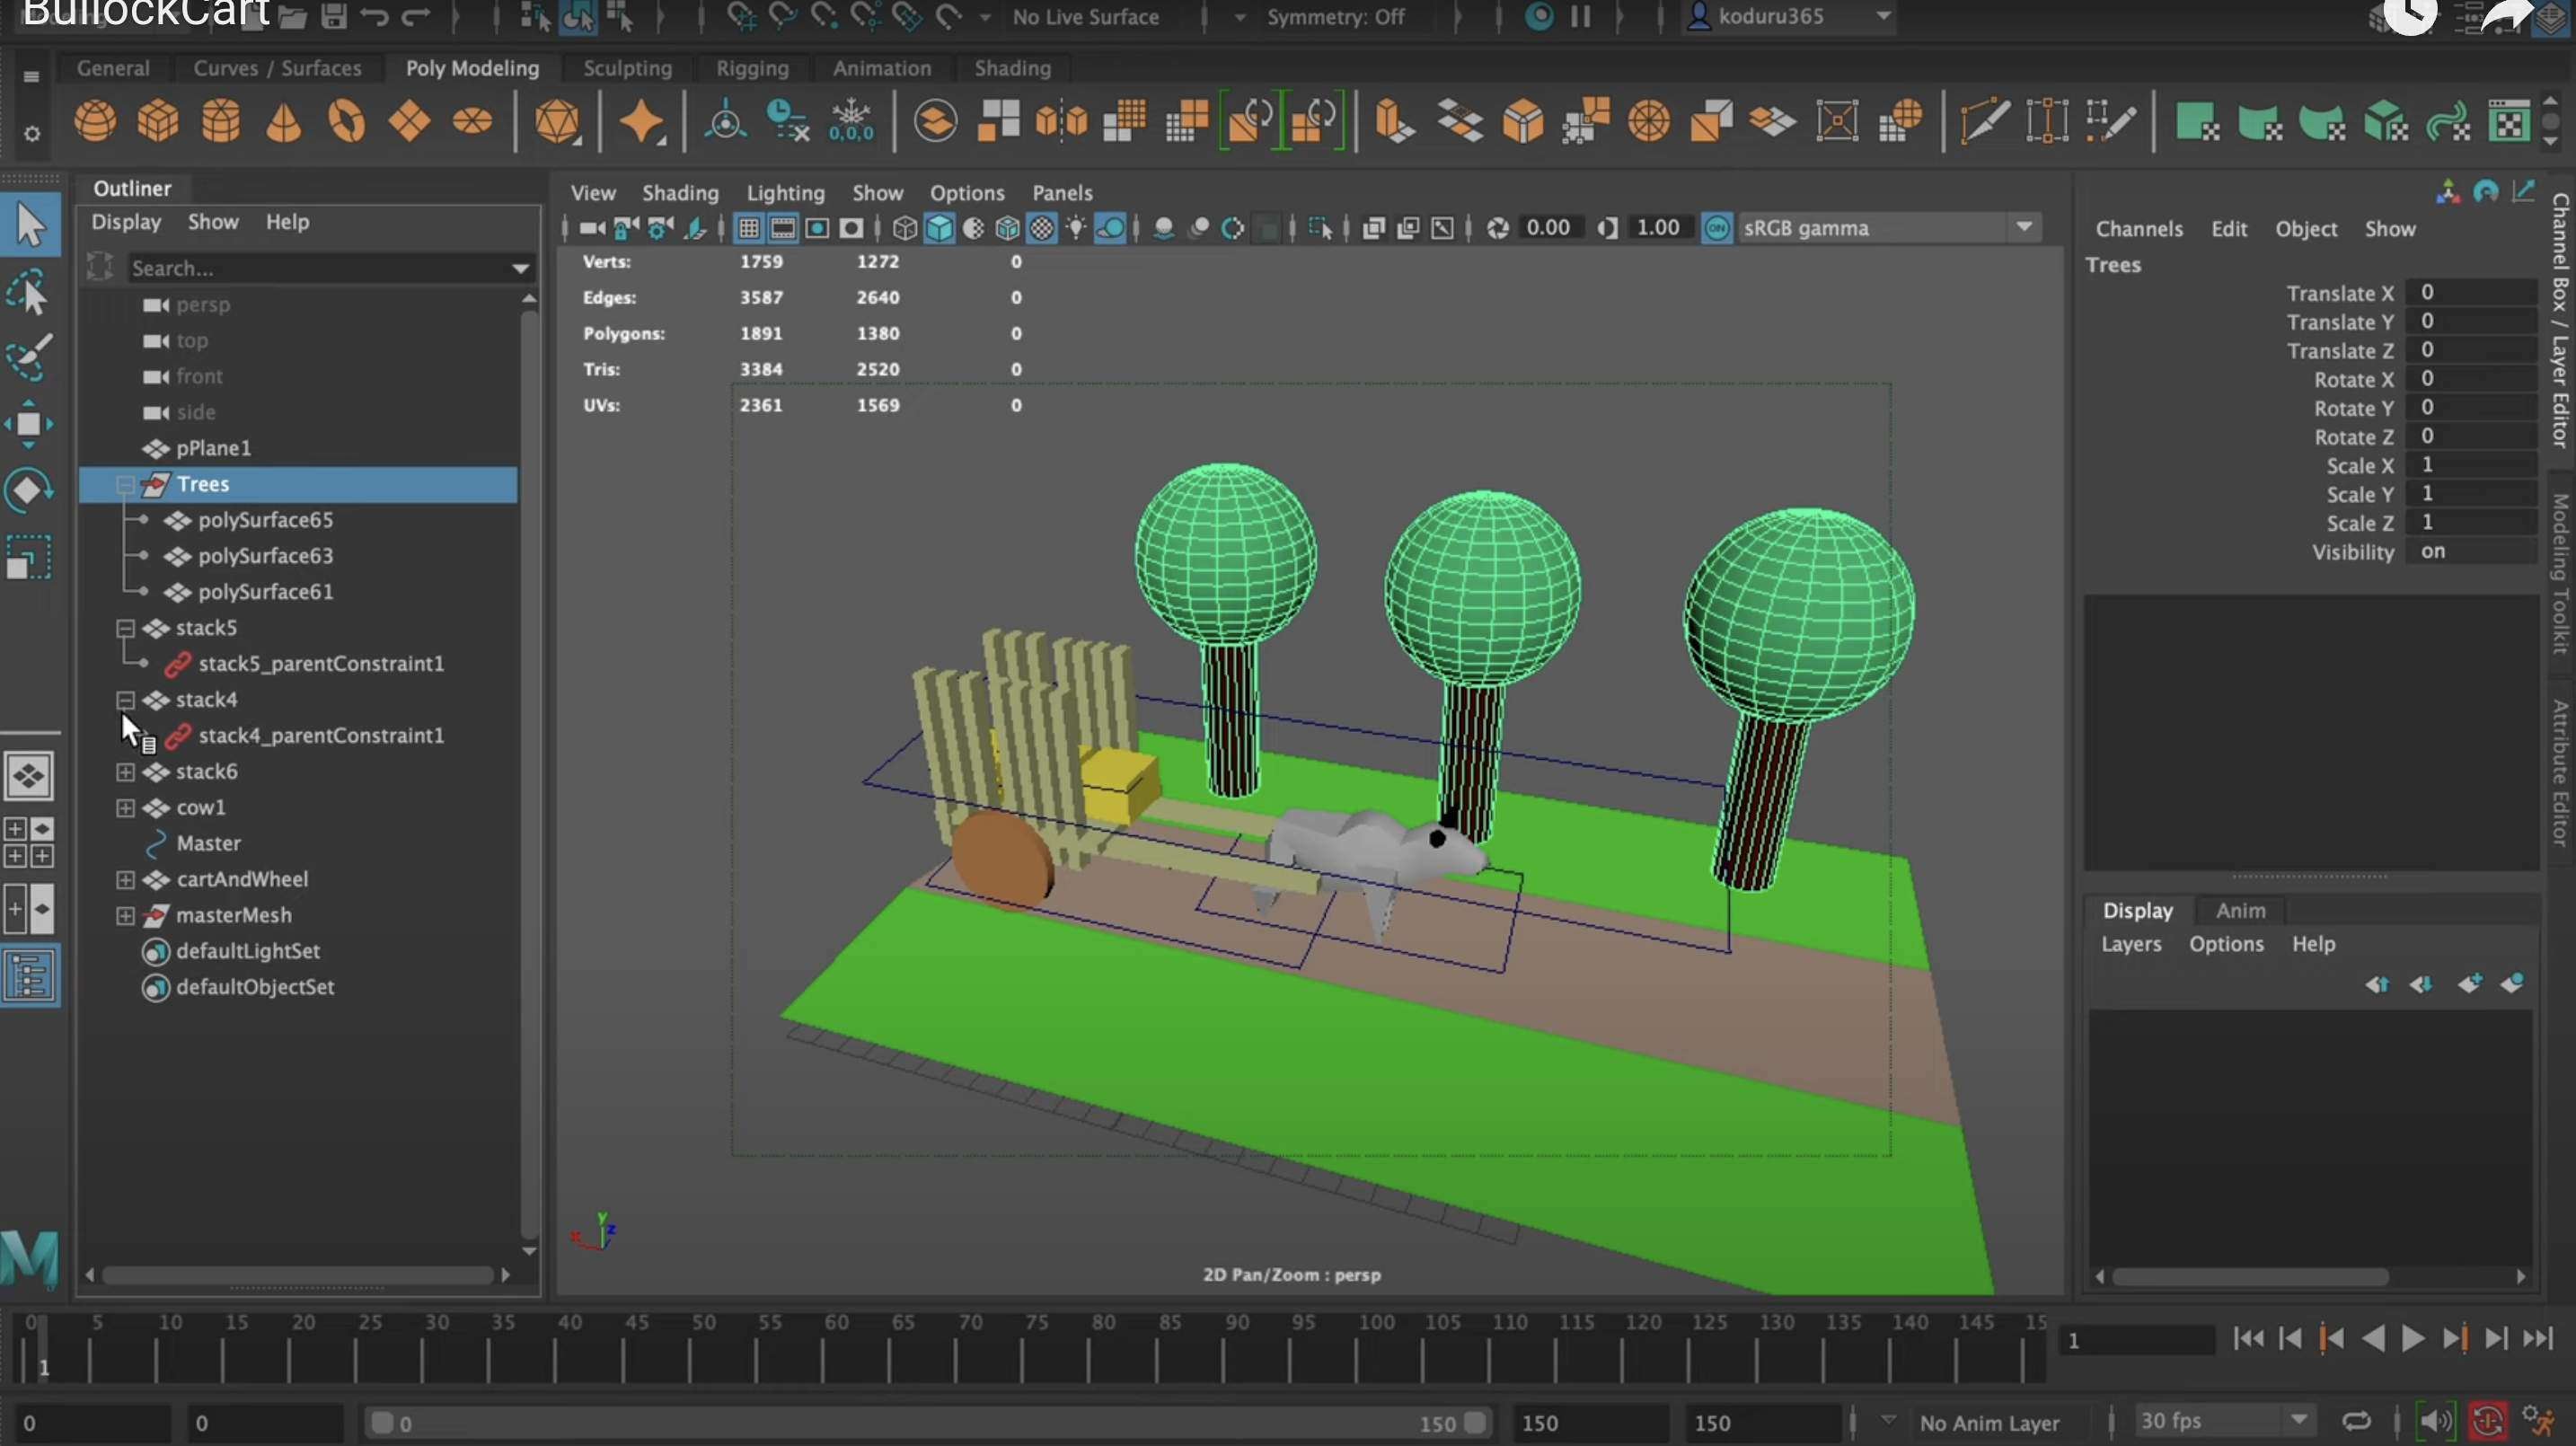 BullockCart
No Live Surface
Symmetry: Off
koduru365
General Curves / Surfaces Poly Modeling Sculpting Rigging Animation Shading
0,0,0
Outliner
Display Show Help
Search...
persp
top
front
side
pPlane1
Trees
polySurface65
polySurface63
polySurface61
stack5
stack5_parentConstraint1
stack4
stack4_parentConstraint1
stack6
cow1
Master
cartAndWheel
masterMesh
defaultLightSet
defaultObjectSet
View Shading Lighting Show Options Panels
0.00 1.00 ON sRGB gamma
Verts: 1759 1272 0
Edges: 3587 2640 0
Polygons: 1891 1380 0
Tris: 3384 2520 0
UVs: 2361 1569 0
y
x z
2D Pan/Zoom : persp
Channels Edit Object Show
Trees
Translate X 0
Translate Y 0
Translate Z 0
Rotate X 0
Rotate Y 0
Rotate Z 0
Scale X 1
Scale Y 1
Scale Z 1
Visibility on
Display Anim
Layers Options Help
Channel Box / Layer Editor
Modeling Toolkit
Attribute Editor
M
0 5 10 15 20 25 30 35 40 45 50 55 60 65 70 75 80 85 90 95 100 105 110 115 120 125 130 135 140 145 15
1
1
0 0 0 150 150 150 No Anim Layer 30 fps